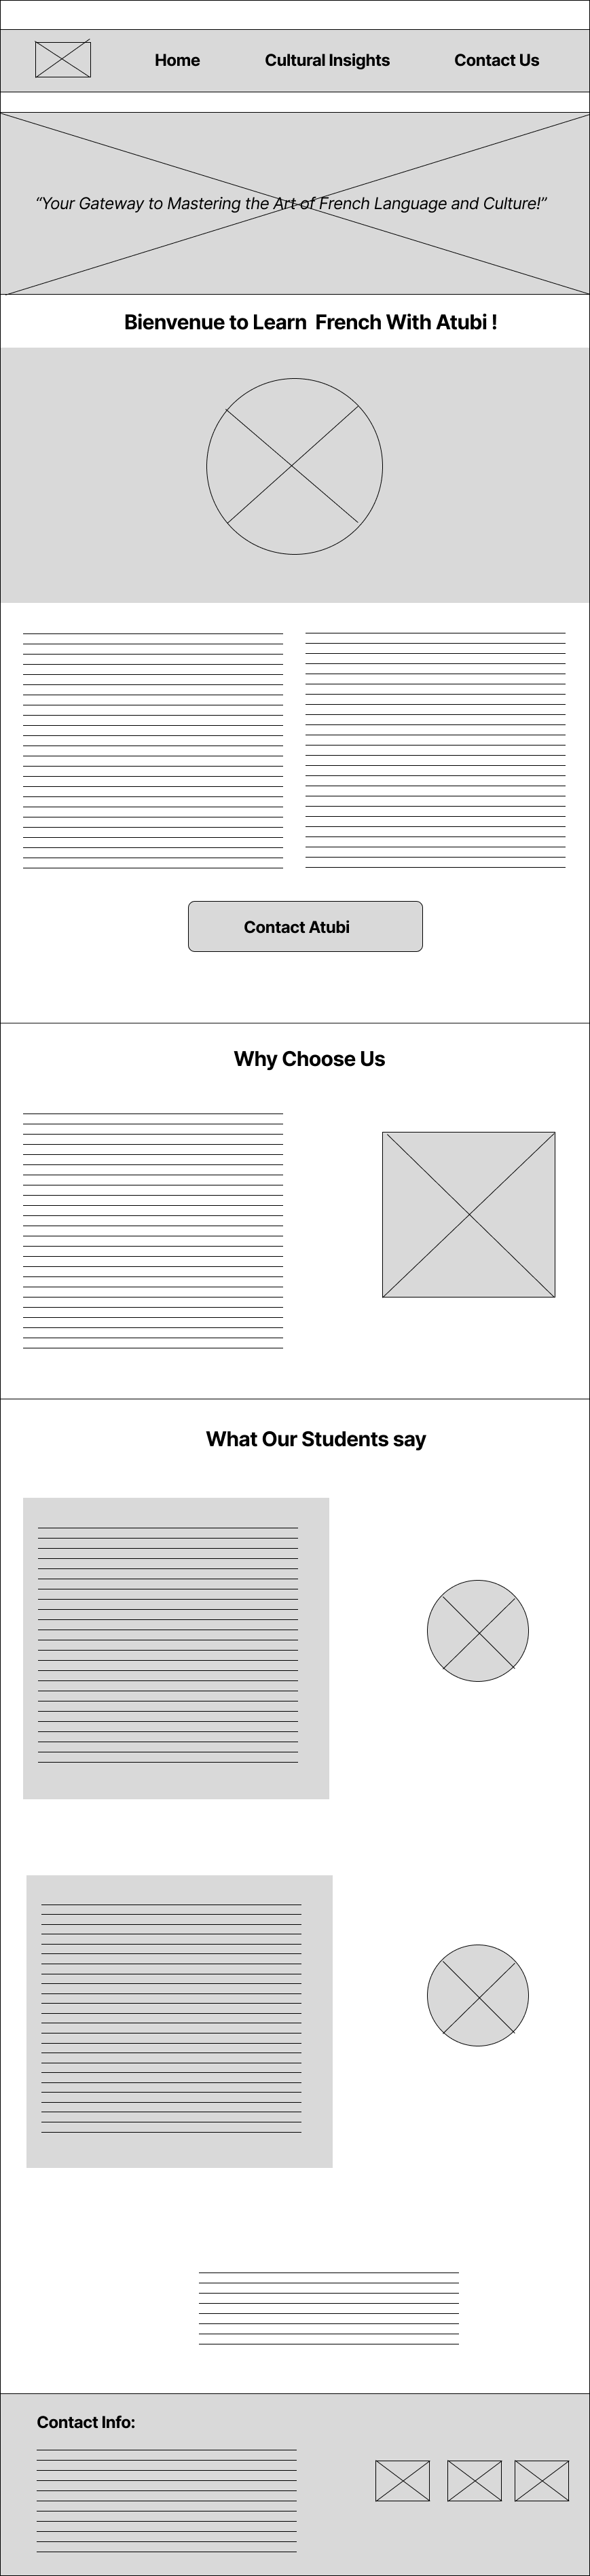 Home
Cultural Insights
Contact Us
“Your Gateway to Mastering the Art of French Language and Culture!”
Bienvenue to Learn  French With Atubi !
Contact Atubi
Why Choose Us
What Our Students say
Contact Info: